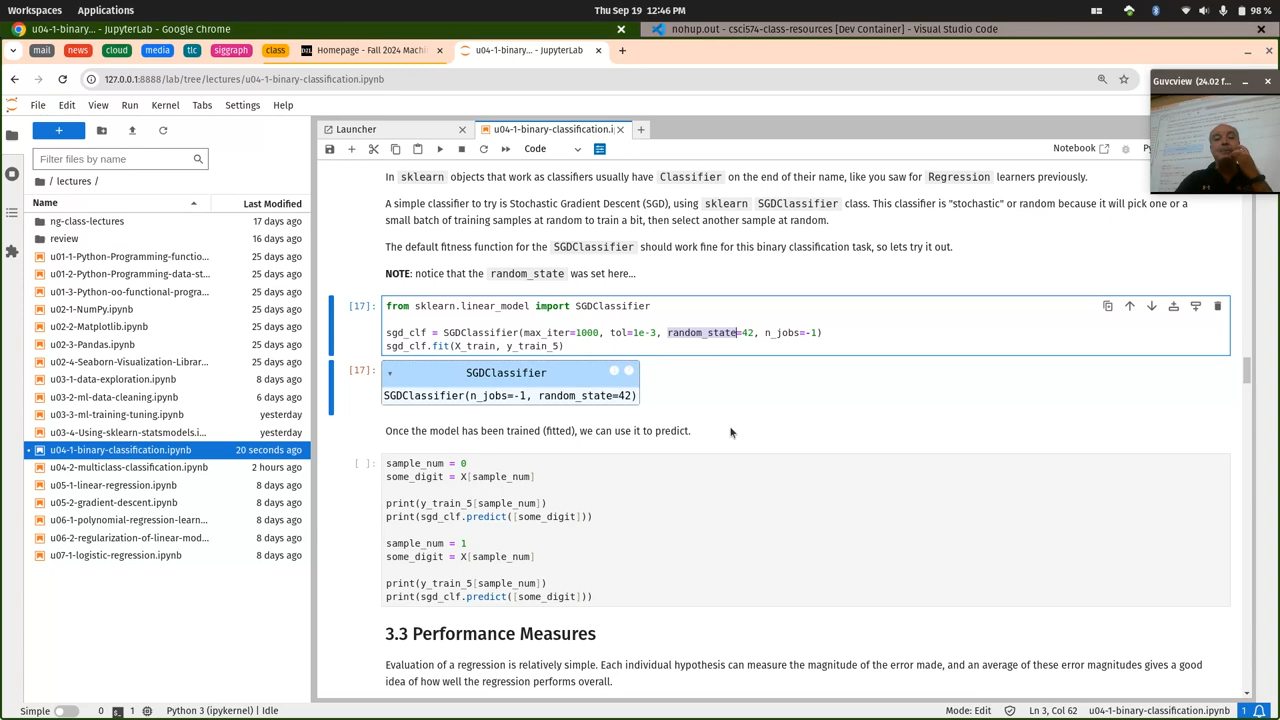 Workspaces Applications Thu Sep 19 12:46 PM 98 %
u04-1-binary... - JupyterLab - Google Chrome nohup.out - csci574-class-resources [Dev Container] - Visual Studio Code
mail news cloud media tlc siggraph class Homepage - Fall 2024 Machi u04-1-binary... - JupyterLab
127.0.0.1:8888/lab/tree/lectures/u04-1-binary_classification.ipynb
Guvcview (24.02 f...
File Edit View Run Kernel Tabs Settings Help
Launcher u04-1-binary-classification.i
Code Notebook
Filter files by name
/ lectures /
Name Last Modified
ng-class-lectures 17 days ago
review 16 days ago
u01-1-Python-Programming-functio... 25 days ago
u01-2-Python-Programming-data-st... 25 days ago
u01-3-Python-oo-functional-progra... 25 days ago
u02-1-NumPy.ipynb 25 days ago
u02-2-Matplotlib.ipynb 25 days ago
u02-3-Pandas.ipynb 25 days ago
u02-4-Seaborn-Visualization-Library... 25 days ago
u03-1-data-exploration.ipynb 8 days ago
u03-2-ml-data-cleaning.ipynb 6 days ago
u03-3-ml-training-tuning.ipynb yesterday
u03-4-Using-sklearn-statsmodels.i... yesterday
u04-1-binary-classification.ipynb 20 seconds ago
u04-2-multiclass-classification.ipynb 2 hours ago
u05-1-linear-regression.ipynb 8 days ago
u05-2-gradient-descent.ipynb 8 days ago
u06-1-polynomial-regression-learn... 8 days ago
u06-2-regularization-of-linear-mod... 8 days ago
u07-1-logistic-regression.ipynb 8 days ago
In sklearn objects that work as classifiers usually have Classifier on the end of their name, like you saw for Regression learners previously.
A simple classifier to try is Stochastic Gradient Descent (SGD), using sklearn SGDClassifier class. This classifier is "stochastic" or random because it will pick one or a
small batch of training samples at random to train a bit, then select another sample at random.
The default fitness function for the SGDClassifier should work fine for this binary classification task, so lets try it out.
NOTE: notice that the random_state was set here...
[17]: from sklearn.linear_model import SGDClassifier
sgd_clf = SGDClassifier(max_iter=1000, tol=1e-3, random_state=42, n_jobs=-1)
sgd_clf.fit(X_train, y_train_5)
[17]: SGDClassifier
SGDClassifier(n_jobs=-1, random_state=42)
Once the model has been trained (fitted), we can use it to predict.
[ ]: sample_num = 0
some_digit = X[sample_num]
print(y_train_5[sample_num])
print(sgd_clf.predict([some_digit]))
sample_num = 1
some_digit = X[sample_num]
print(y_train_5[sample_num])
print(sgd_clf.predict([some_digit]))
3.3 Performance Measures
Evaluation of a regression is relatively simple. Each individual hypothesis can measure the magnitude of the error made, and an average of these error magnitudes gives a good
idea of how well the regression performs overall.
Simple 0 1 Python 3 (ipykernel) | Idle Mode: Edit Ln 3, Col 62 u04-1-binary-classification.ipynb 1